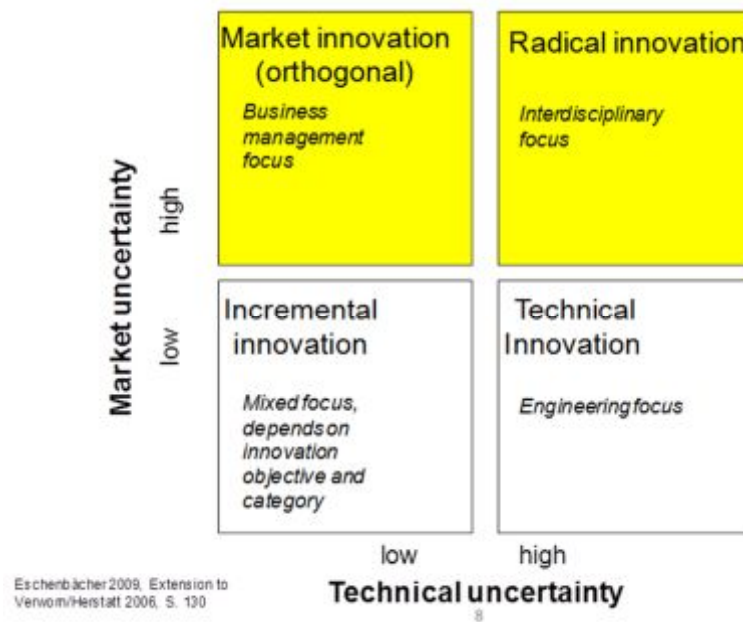 Market innovation
(orthogonal)
Business
management
focus
Radical innovation
Interdisciplinary
focus
Market uncertainty
high
low
Incremental
innovation
Mixed focus,
depends on
innovation
objective and
category
Technical
Innovation
Engineering focus
low
high
Technical uncertainty
Eschenbächer 2009, Extension to
Verworn/Herstatt 2006, S. 130
8